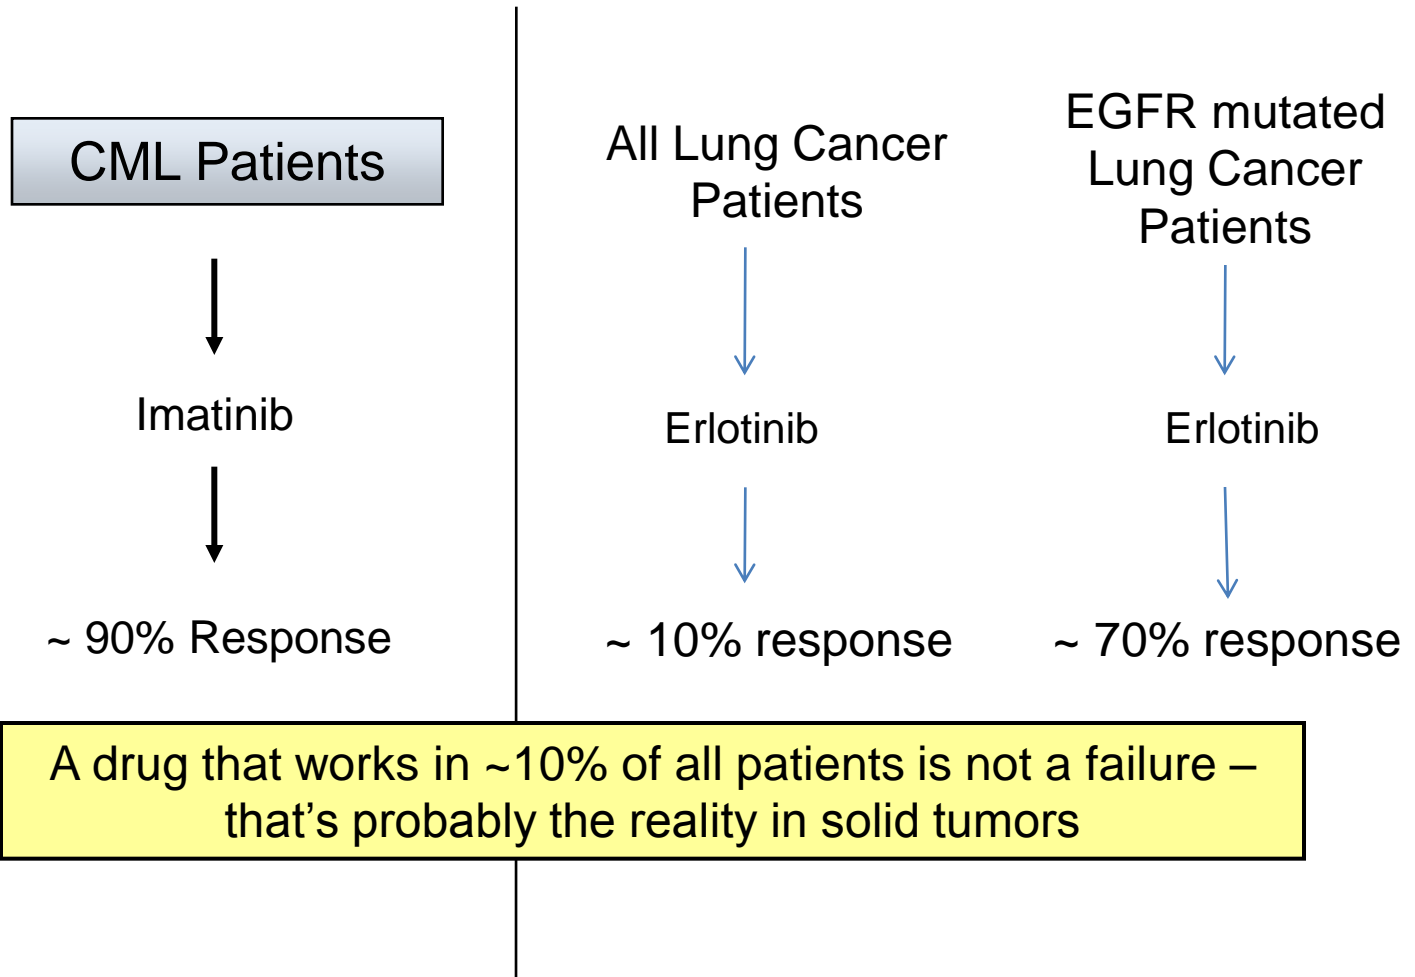 CML Patients
Imatinib
~ 90% Response
All Lung Cancer
Patients
Erlotinib
~ 10% response
EGFR mutated
Lung Cancer
Patients
Erlotinib
~ 70% response
A drug that works in ~10% of all patients is not a failure –
that’s probably the reality in solid tumors